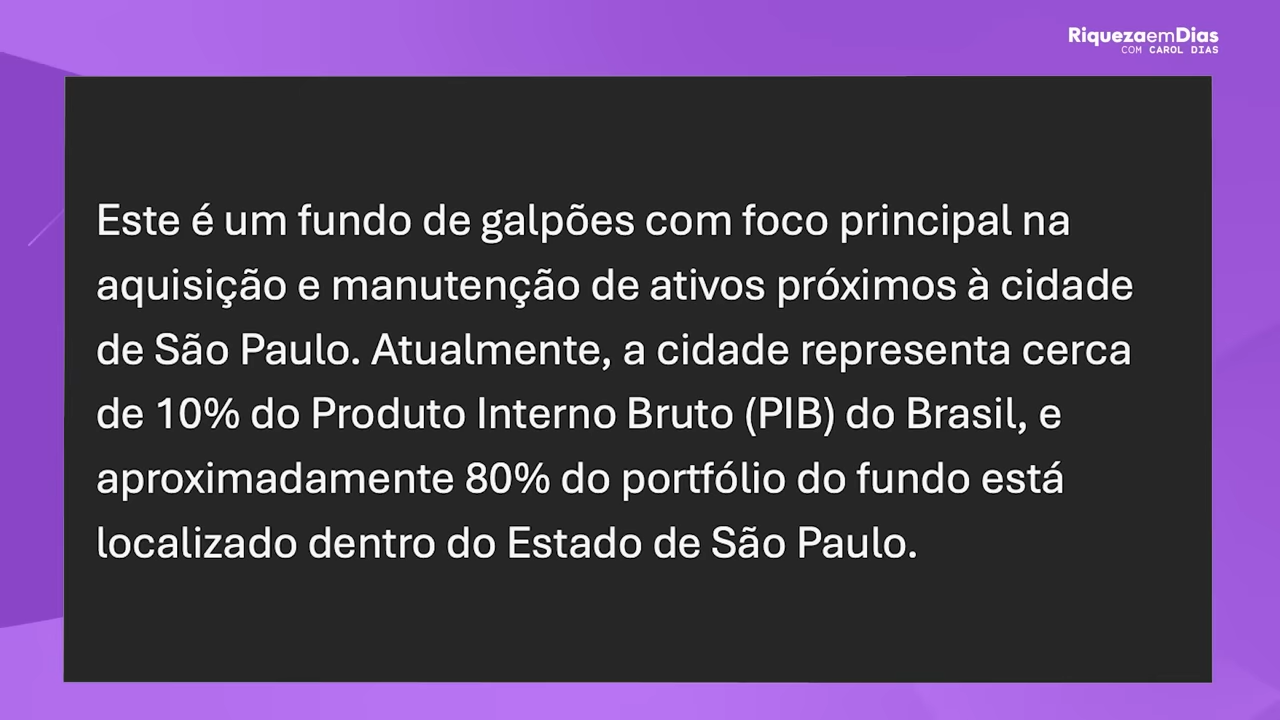 RiquezaemDias
COM CAROL DIAS
Este é um fundo de galpões com foco principal na
aquisição e manutenção de ativos próximos à cidade
de São Paulo. Atualmente, a cidade representa cerca
de 10% do Produto Interno Bruto (PIB) do Brasil, e
aproximadamente 80% do portfólio do fundo está
localizado dentro do Estado de São Paulo.